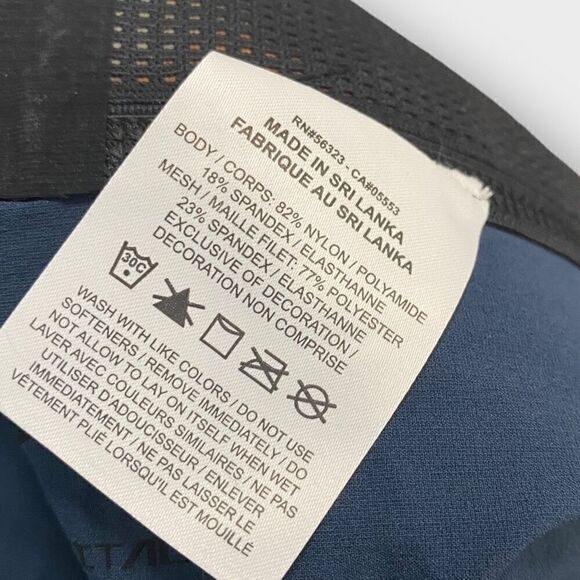 RN#56323 - CA#05553
MADE IN SRI LANKA
FABRIQUE AU SRI LANKA
BODY / CORPS: 82% NYLON / POLYAMIDE
18% SPANDEX / ELASTHANNE
MESH / MAILLE FILET: 77% POLYESTER
23% SPANDEX / ELASTHANNE
EXCLUSIVE OF DECORATION /
DECORATION NON COMPRISE
30C
WASH WITH LIKE COLORS / DO NOT USE
SOFTENERS / REMOVE IMMEDIATELY / DO
NOT ALLOW TO LAY ON ITSELF WHEN WET
LAVER AVEC COULEURS SIMILAIRES / NE PAS
UTILISER D'ADOUCISSEUR / ENLEVER
IMMEDIATEMENT / NE PAS LAISSER LE
VÊTEMENT PLIÉ LORSQU'IL EST MOUILLÉ